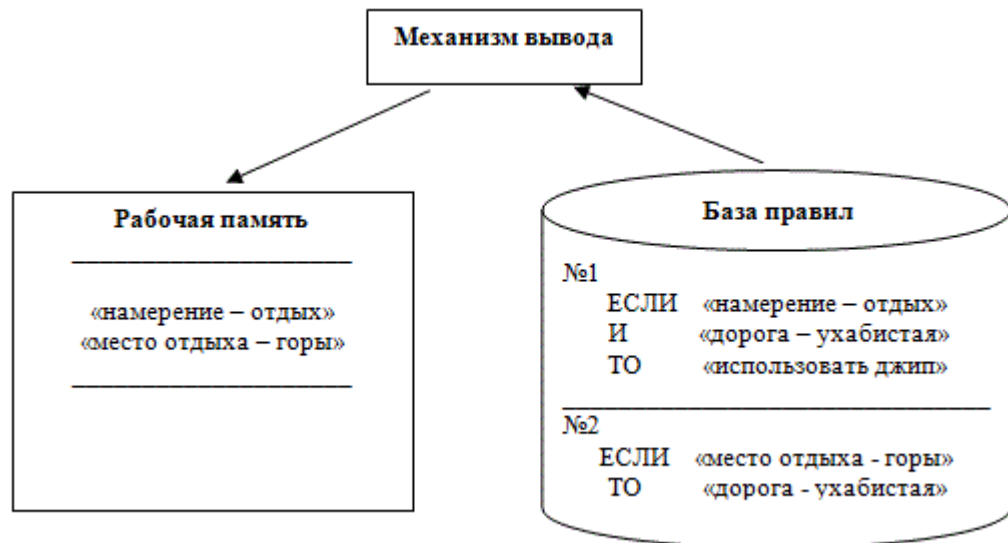 Механизм вывода
Рабочая память
«намерение – отдых»
«место отдыха – горы»
База правил
№1
ЕСЛИ «намерение – отдых»
И «дорога – ухабистая»
ТО «использовать джип»
№2
ЕСЛИ «место отдыха - горы»
ТО «дорога - ухабистая»